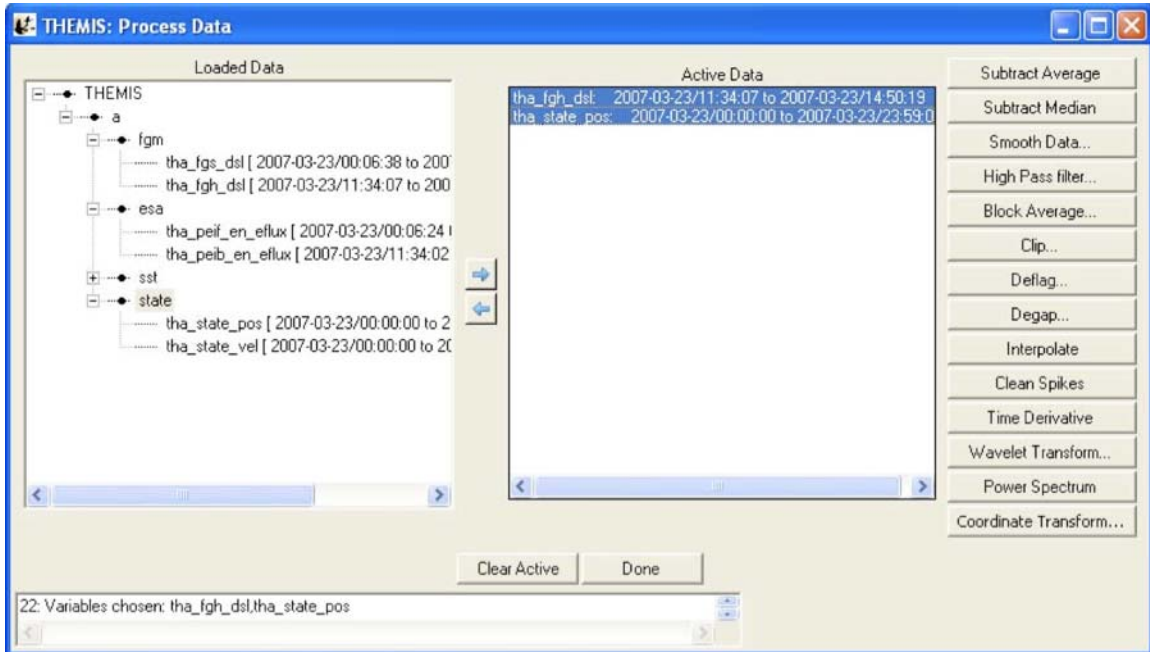 THEMIS: Process Data
Loaded Data
THEMIS
a
fgm
tha_fgs_dsl [ 2007-03-23/00:06:38 to 200
tha_fgh_dsl [ 2007-03-23/11:34:07 to 200
esa
tha_peif_en_eflux [ 2007-03-23/00:06:24
tha_peib_en_eflux [ 2007-03-23/11:34:02
sst
state
tha_state_pos [ 2007-03-23/00:00:00 to 2
tha_state_vel [ 2007-03-23/00:00:00 to 20
Active Data
tha_fgh_dsl: 2007-03-23/11:34:07 to 2007-03-23/14:50:19
tha_state_pos: 2007-03-23/00:00:00 to 2007-03-23/23:59:0
Subtract Average
Subtract Median
Smooth Data...
High Pass filter...
Block Average...
Clip...
Deflag...
Degap...
Interpolate
Clean Spikes
Time Derivative
Wavelet Transform...
Power Spectrum
Coordinate Transform...
Clear Active
Done
22: Variables chosen: tha_fgh_dsl,tha_state_pos